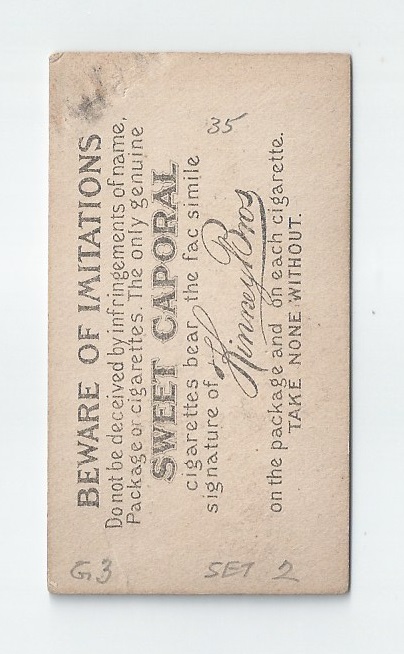 BEWARE OF IMITATIONS
Do not be deceived by infringements of name,
Package or cigarettes. The only genuine
SWEET CAPORAL
cigarettes bear the fac simile
signature of Kinney Bros
on the package and on each cigarette.
TAKE NONE WITHOUT.
35
G3
SET 2